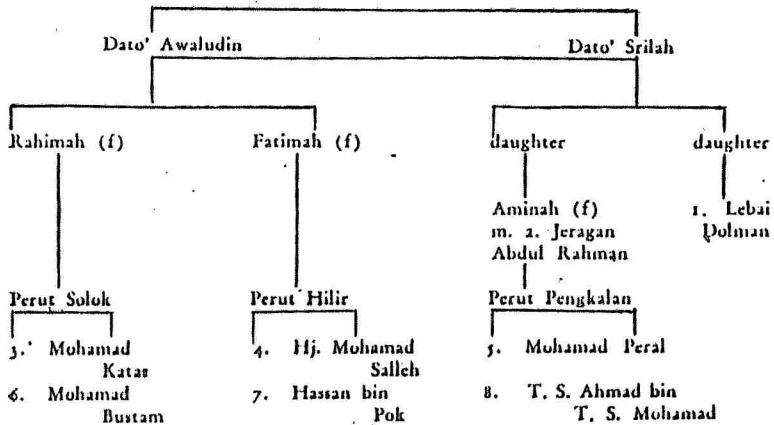 Dato' Awaludin Dato' Srilah
Rahimah (f) Fatimah (f) daughter daughter
Aminah (f) 1. Lebai
m. 2. Jeragan Dolman
Abdul Rahman
Perut Solok Perut Hilir Perut Pengkalan
3. Mohamad 4. Hj. Mohamad 5. Mohamad Peral
Katas Salleh
6. Mohamad 7. Hassan bin 8. T. S. Ahmad bin
Bustam Pok T. S. Mohamad